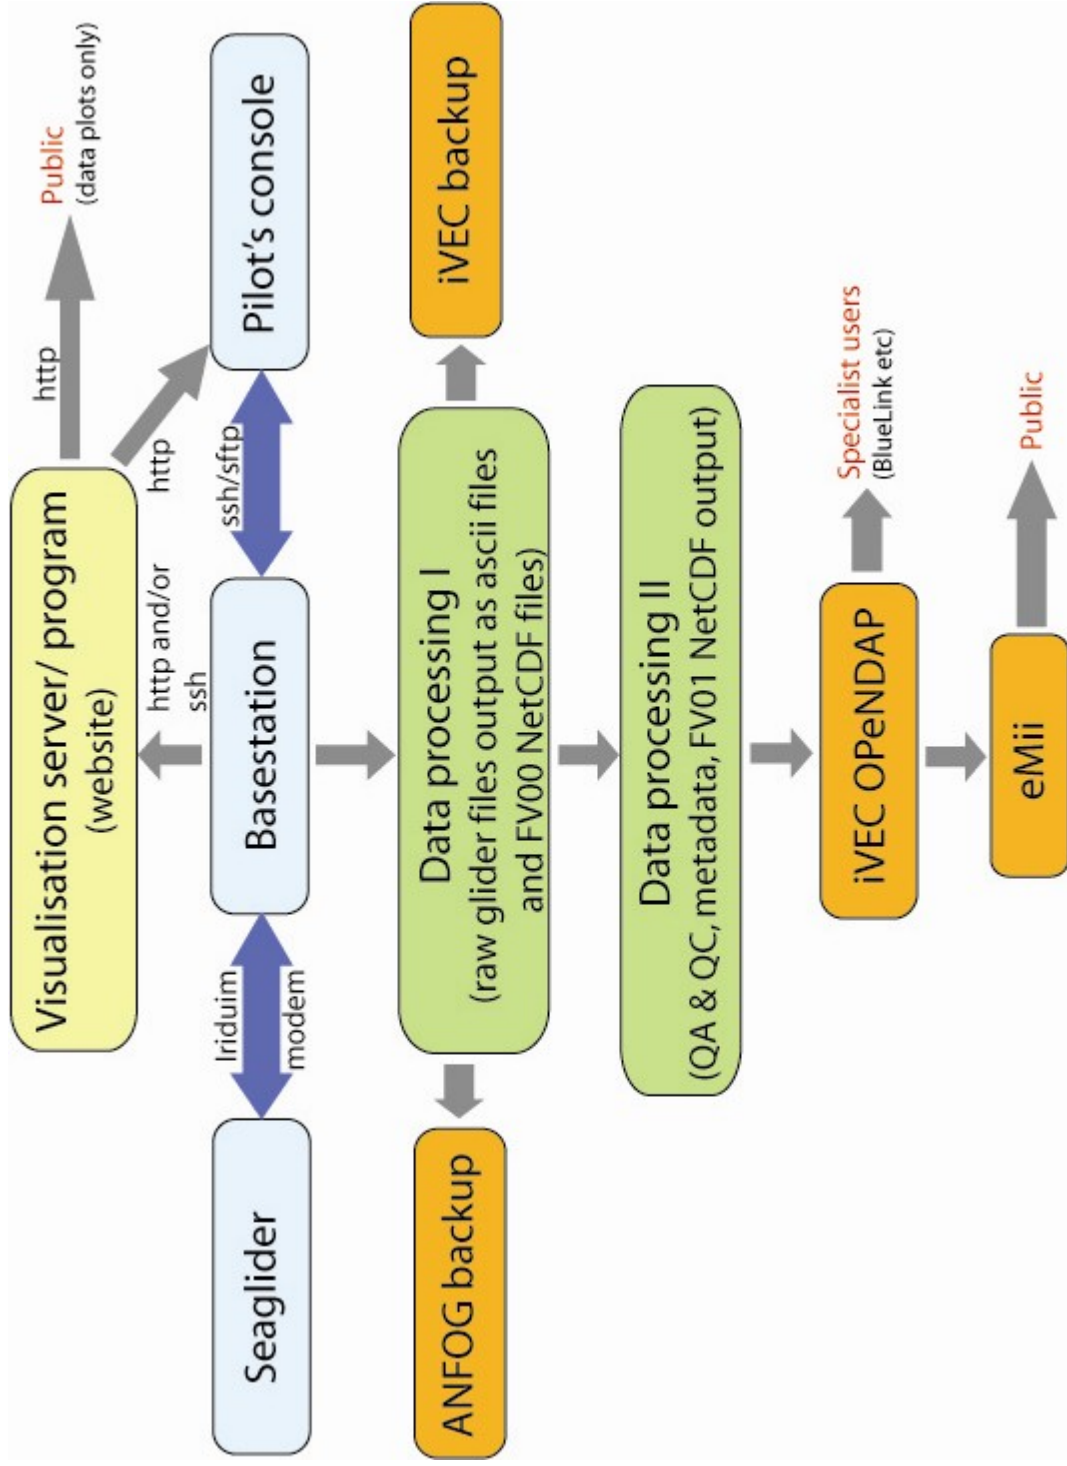 Visualisation server/ program
(website)
http
Public
(data plots only)
http and/or
ssh
http
Seaglider
Iriduim
modem
Basestation
ssh/sftp
Pilot's console
ANFOG backup
Data processing I
(raw glider files output as ascii files
and FV00 NetCDF files)
iVEC backup
Data processing II
(QA & QC, metadata, FV01 NetCDF output)
iVEC OPeNDAP
Specialist users
(BlueLink etc)
eMii
Public